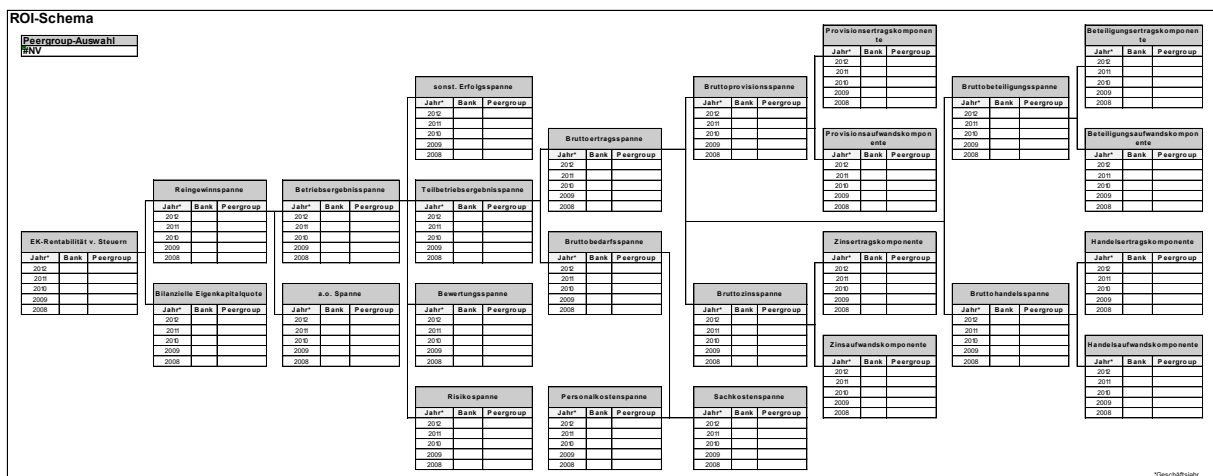 ROI-Schema
Peergroup-Auswahl
#NV
EK-Rentabilität v. Steuern
Jahr* Bank Peergroup
2012
2011
2010
2009
2008
Reingewinnspanne
Jahr* Bank Peergroup
2012
2011
2010
2009
2008
Bilanzielle Eigenkapitalquote
Jahr* Bank Peergroup
2012
2011
2010
2009
2008
Betriebsergebnisspanne
Jahr* Bank Peergroup
2012
2011
2010
2009
2008
a.o. Spanne
Jahr* Bank Peergroup
2012
2011
2010
2009
2008
sonst. Erfolgsspanne
Jahr* Bank Peergroup
2012
2011
2010
2009
2008
Teilbetriebsergebnisspanne
Jahr* Bank Peergroup
2012
2011
2010
2009
2008
Bewertungsspanne
Jahr* Bank Peergroup
2012
2011
2010
2009
2008
Risikospanne
Jahr* Bank Peergroup
2012
2011
2010
2009
2008
Bruttoertragsspanne
Jahr* Bank Peergroup
2012
2011
2010
2009
2008
Bruttobedarfsspanne
Jahr* Bank Peergroup
2012
2011
2010
2009
2008
Personalkostenspanne
Jahr* Bank Peergroup
2012
2011
2010
2009
2008
Bruttoprovisionsspanne
Jahr* Bank Peergroup
2012
2011
2010
2009
2008
Bruttozinsspanne
Jahr* Bank Peergroup
2012
2011
2010
2009
2008
Sachkostenspanne
Jahr* Bank Peergroup
2012
2011
2010
2009
2008
Provisionsertragskomponen
te
Jahr* Bank Peergroup
2012
2011
2010
2009
2008
Provisionsaufwandskompon
ente
Jahr* Bank Peergroup
2012
2011
2010
2009
2008
Zinsertragskomponente
Jahr* Bank Peergroup
2012
2011
2010
2009
2008
Zinsaufwandskomponente
Jahr* Bank Peergroup
2012
2011
2010
2009
2008
Bruttobeteiligungsspanne
Jahr* Bank Peergroup
2012
2011
2010
2009
2008
Bruttohandelsspanne
Jahr* Bank Peergroup
2012
2011
2010
2009
2008
Beteiligungsertragskompone
nte
Jahr* Bank Peergroup
2012
2011
2010
2009
2008
Beteiligungsaufwandskompon
ente
Jahr* Bank Peergroup
2012
2011
2010
2009
2008
Handelsertragskomponente
Jahr* Bank Peergroup
2012
2011
2010
2009
2008
Handelsaufwandskomponente
Jahr* Bank Peergroup
2012
2011
2010
2009
2008
*Geschäftsjahr